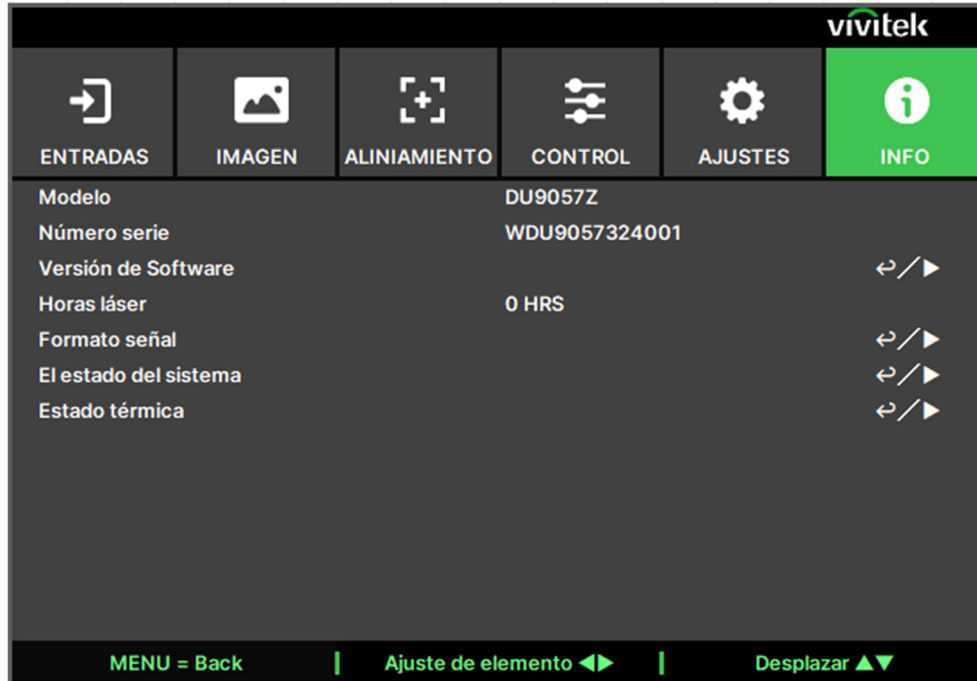 vivitek
ENTRADAS IMAGEN ALINIAMIENTO CONTROL AJUSTES INFO
Modelo DU9057Z
Número serie WDU9057324001
Versión de Software ↩/▶
Horas láser 0 HRS
Formato señal ↩/▶
El estado del sistema ↩/▶
Estado térmica ↩/▶
MENU = Back | Ajuste de elemento ◀▶ | Desplazar ▲▼